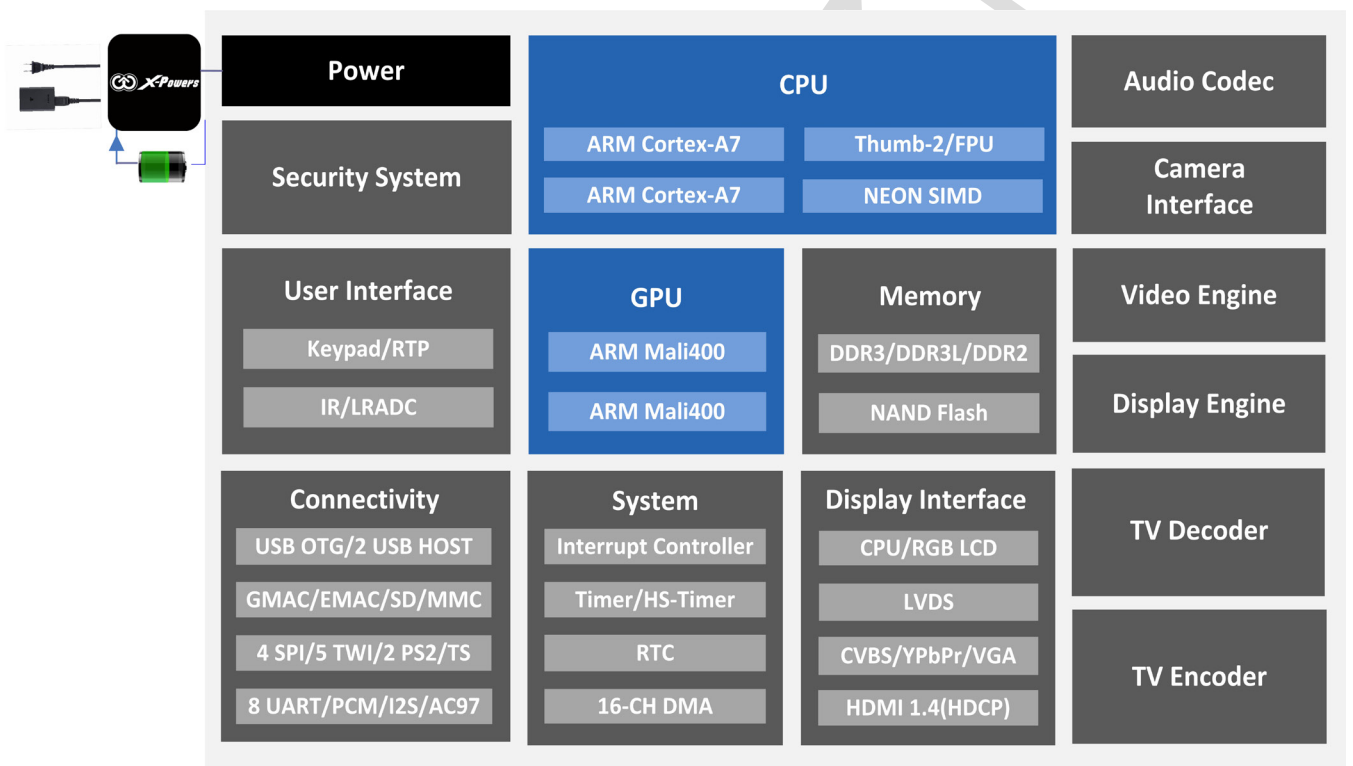 X-Powers
Power
Security System
CPU
ARM Cortex-A7
Thumb-2/FPU
ARM Cortex-A7
NEON SIMD
Audio Codec
Camera
Interface
User Interface
Keypad/RTP
IR/LRADC
GPU
ARM Mali400
ARM Mali400
Memory
DDR3/DDR3L/DDR2
NAND Flash
Video Engine
Display Engine
Connectivity
USB OTG/2 USB HOST
GMAC/EMAC/SD/MMC
4 SPI/5 TWI/2 PS2/TS
8 UART/PCM/I2S/AC97
System
Interrupt Controller
Timer/HS-Timer
RTC
16-CH DMA
Display Interface
CPU/RGB LCD
LVDS
CVBS/YPbPr/VGA
HDMI 1.4(HDCP)
TV Decoder
TV Encoder